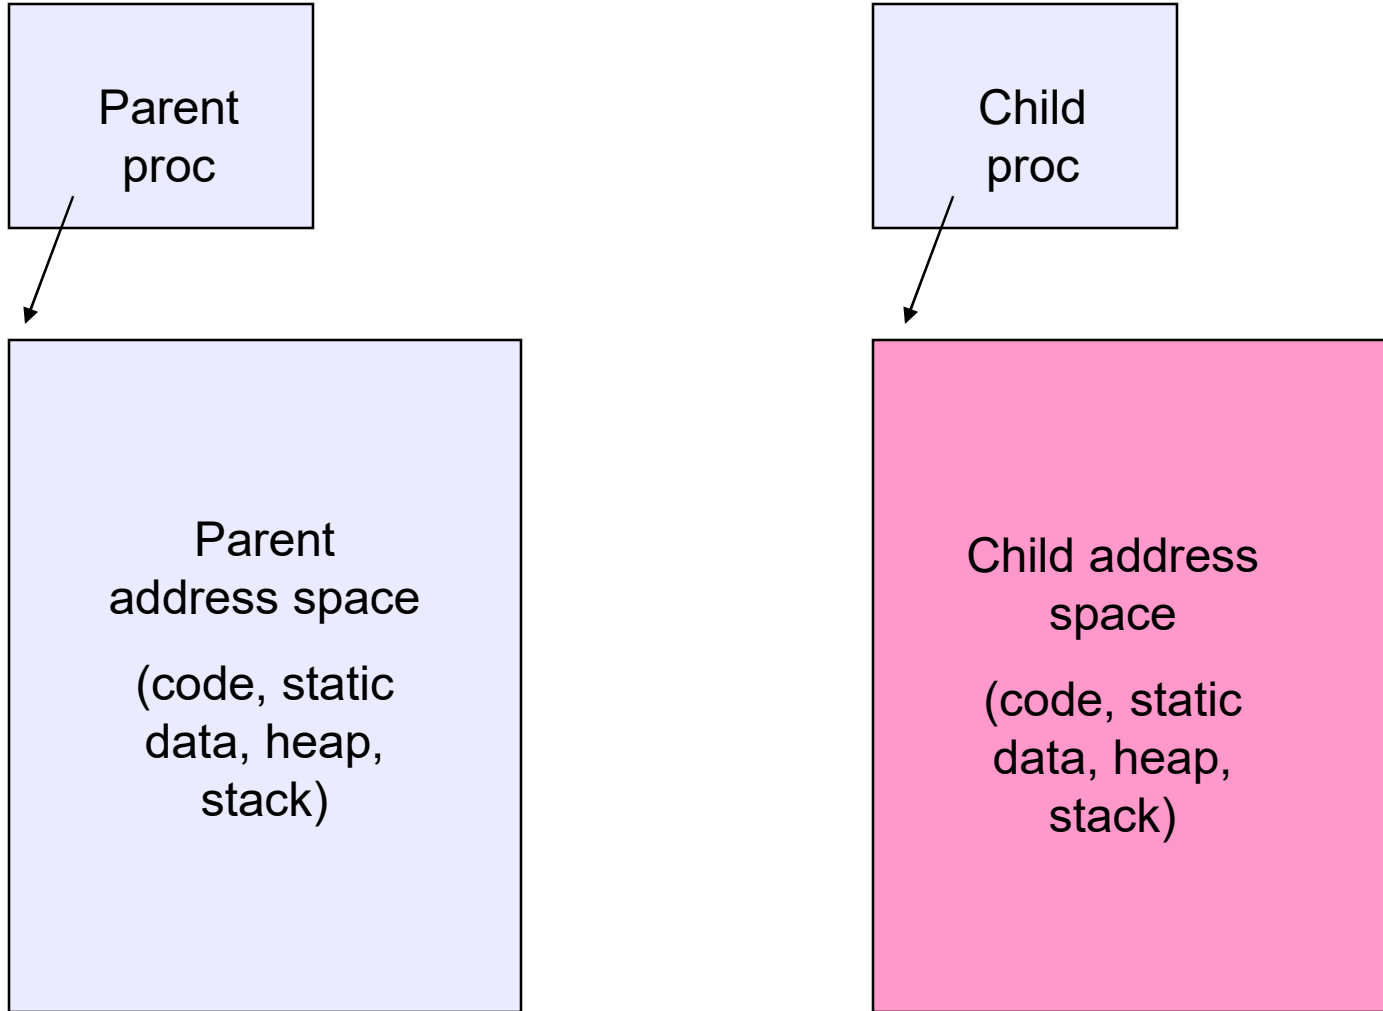 Parent
proc
Child
proc
Parent
address space
(code, static
data, heap,
stack)
Child address
space
(code, static
data, heap,
stack)